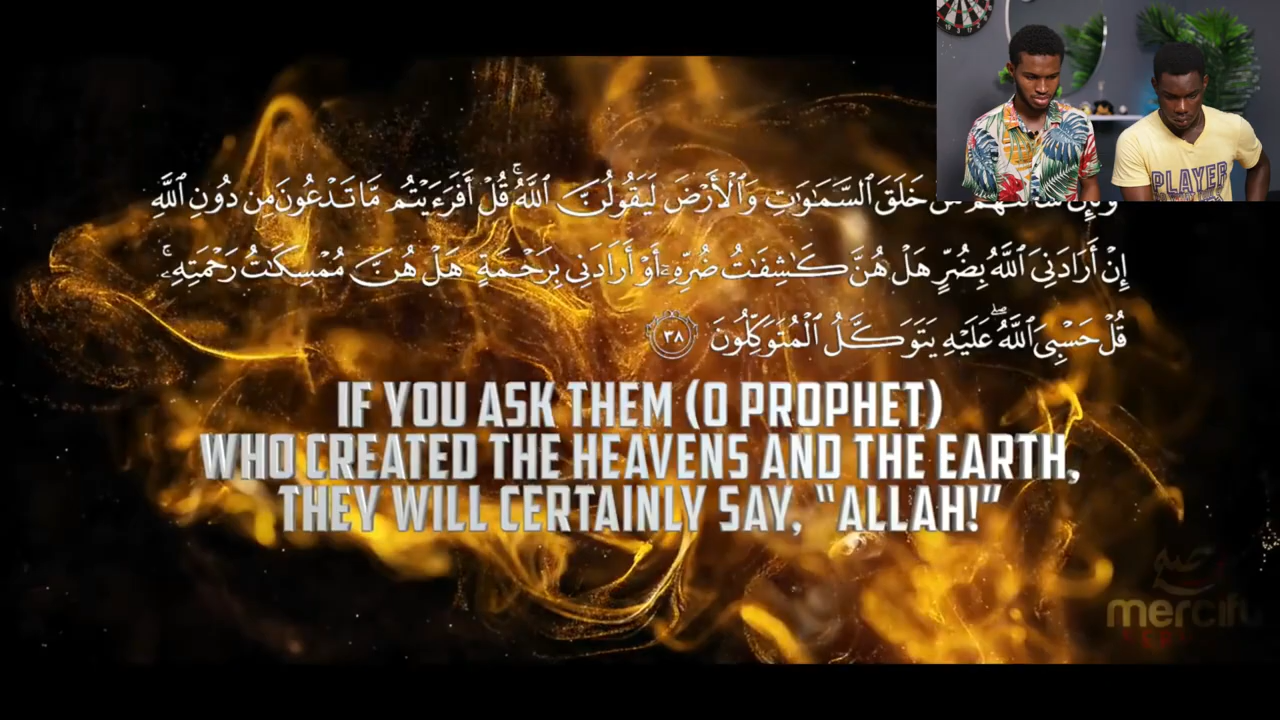 خَلَقَ ٱلسَّمَـٰوَٰتِ وَٱلْأَرْضَ لَيَقُولُنَّ ٱللَّهُ ۚ قُلْ أَفَرَءَيْتُم مَّا تَدْعُونَ مِن دُونِ ٱللَّهِ
إِنْ أَرَادَنِىَ ٱللَّهُ بِضُرٍّ هَلْ هُنَّ كَـٰشِفَـٰتُ ضُرِّهِۦٓ أَوْ أَرَادَنِى بِرَحْمَةٍ هَلْ هُنَّ مُمْسِكَـٰتُ رَحْمَتِهِۦ ۚ
قُلْ حَسْبِىَ ٱللَّهُ ۖ عَلَيْهِ يَتَوَكَّلُ ٱلْمُتَوَكِّلُونَ ٣٨
IF YOU ASK THEM (O PROPHET)
WHO CREATED THE HEAVENS AND THE EARTH,
THEY WILL CERTAINLY SAY, “ALLAH!”
PLAYER